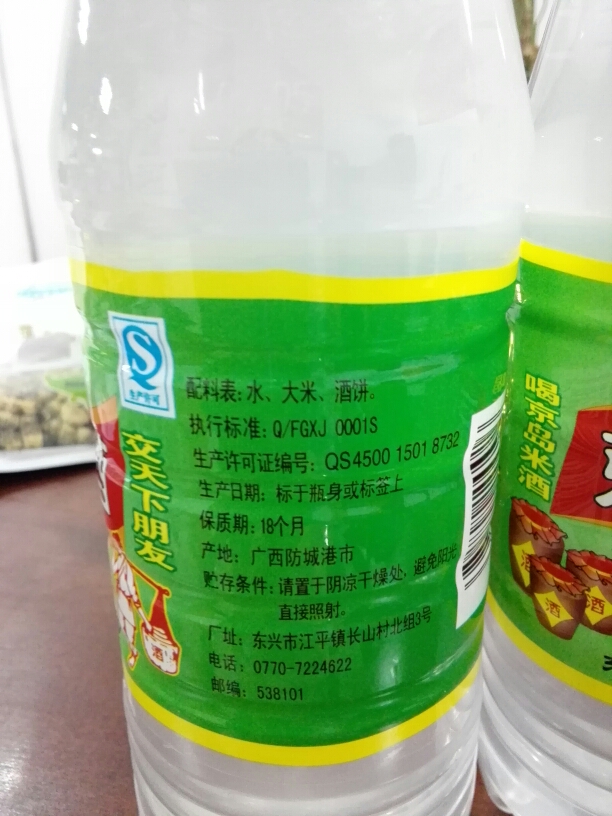 生产许可
配料表: 水、大米、酒饼。
执行标准: Q/FGXJ 0001S
生产许可证编号: QS4500 1501 8732
生产日期: 标于瓶身或标签上
保质期: 18个月
产地: 广西防城港市
贮存条件: 请置于阴凉干燥处, 避免阳光
直接照射。
厂址: 东兴市江平镇长山村北组3号
电话: 0770-7224622
邮编: 538101
交天下朋友
酒
喝京岛米酒
酒
酒
酒